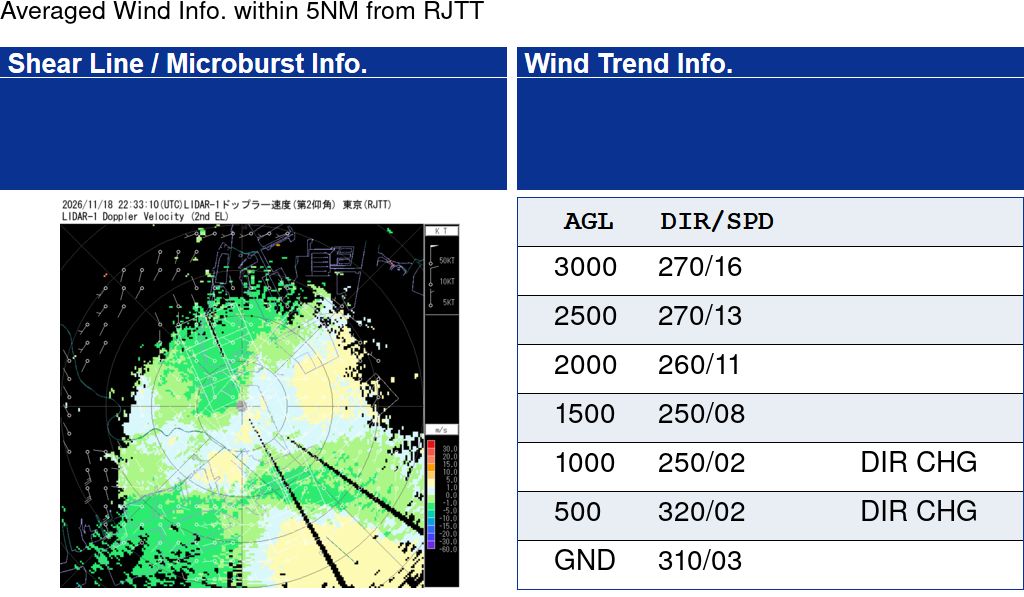 Averaged Wind Info. within 5NM from RJTT
Shear Line / Microburst Info.
Wind Trend Info.
2026/11/18 22:33:10(UTC)LIDAR-1ドップラー速度(第2仰角) 東京(RJTT)
LIDAR-1 Doppler Velocity (2nd EL)
KT
50KT
10KT
5KT
m/s
30.0
20.0
15.0
10.0
5.0
1.0
0.0
-1.0
-5.0
-10.0
-15.0
-20.0
-30.0
-60.0
AGL DIR/SPD
3000 270/16
2500 270/13
2000 260/11
1500 250/08
1000 250/02 DIR CHG
500 320/02 DIR CHG
GND 310/03